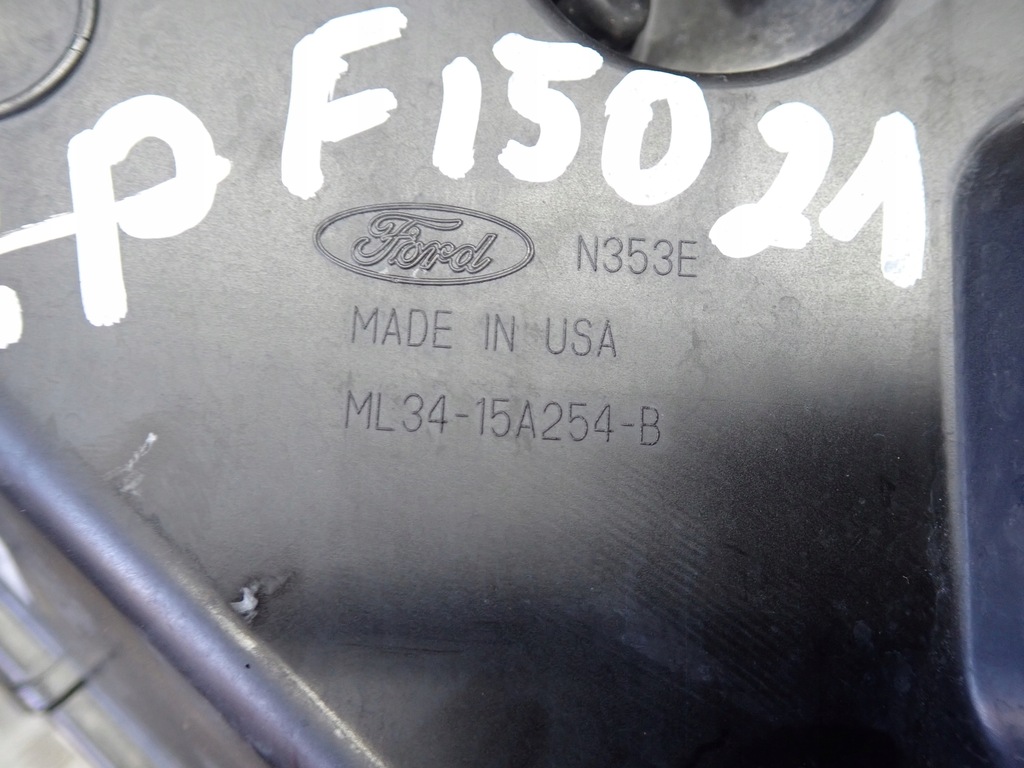 P F150 21
Ford N353E
MADE IN USA
ML34-15A254-B